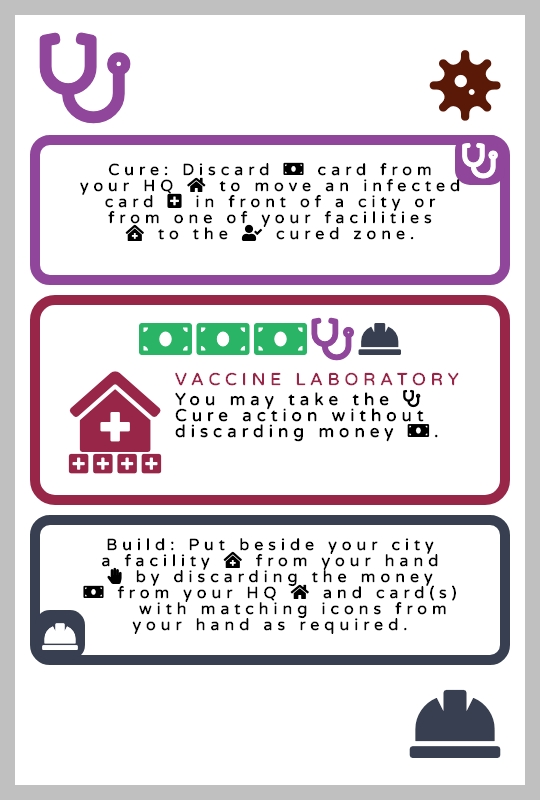 Cure: Discard card from
your HQ to move an infected
card in front of a city or
from one of your facilities
to the cured zone.
VACCINE LABORATORY
You may take the
Cure action without
discarding money .
Build: Put beside your city
a facility from your hand
by discarding the money
from your HQ and card(s)
with matching icons from
your hand as required.